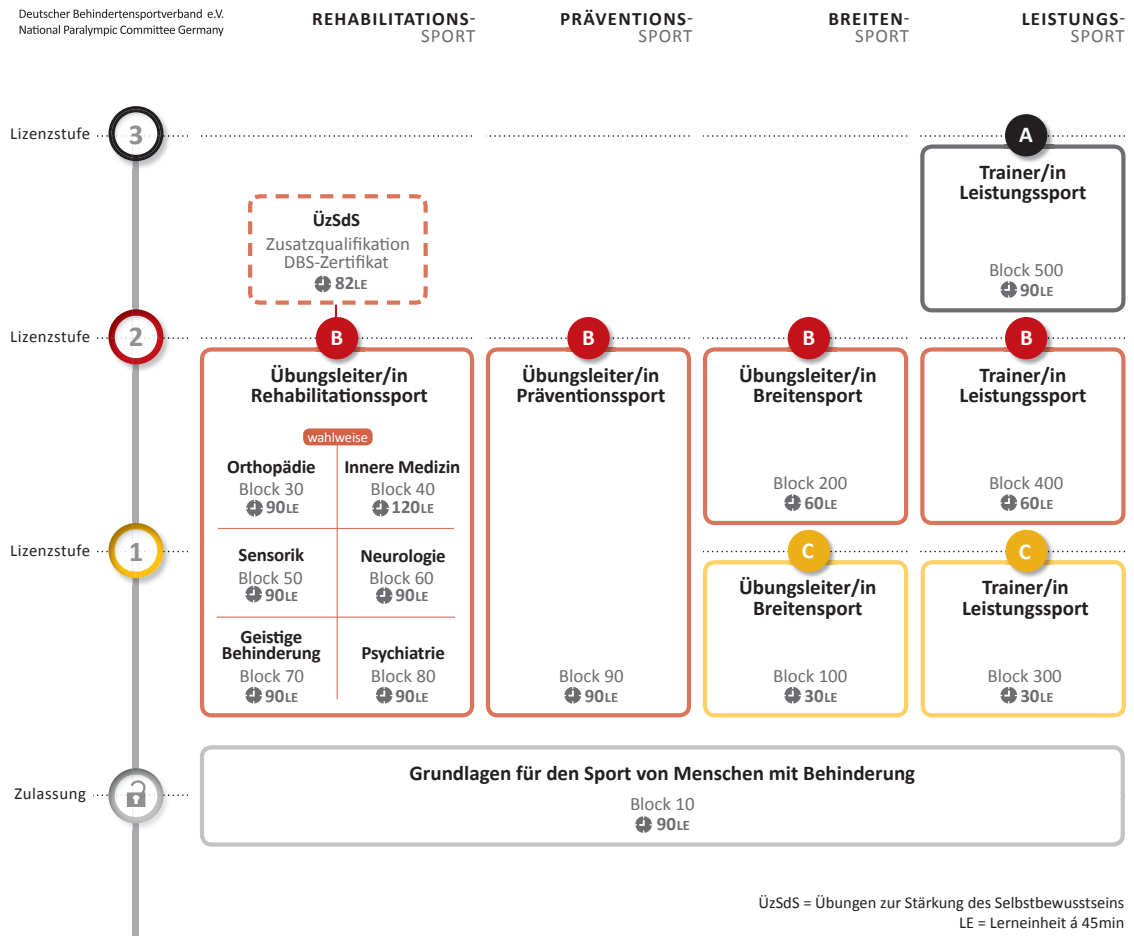 Deutscher Behindertensportverband e.V.
National Paralympic Committee Germany
REHABILITATIONS-
SPORT
PRÄVENTIONS-
SPORT
BREITEN-
SPORT
LEISTUNGS-
SPORT
Lizenzstufe
3
A
Trainer/in
Leistungssport
Block 500
90LE
ÜzSdS
Zusatzqualifikation
DBS-Zertifikat
82LE
Lizenzstufe
2
B
Übungsleiter/in
Rehabilitationssport
wahlweise
Orthopädie
Block 30
90LE
Innere Medizin
Block 40
120LE
Sensorik
Block 50
90LE
Neurologie
Block 60
90LE
Geistige
Behinderung
Block 70
90LE
Psychiatrie
Block 80
90LE
B
Übungsleiter/in
Präventionssport
Block 90
90LE
B
Übungsleiter/in
Breitensport
Block 200
60LE
B
Trainer/in
Leistungssport
Block 400
60LE
Lizenzstufe
1
C
Übungsleiter/in
Breitensport
Block 100
30LE
C
Trainer/in
Leistungssport
Block 300
30LE
Zulassung
Grundlagen für den Sport von Menschen mit Behinderung
Block 10
90LE
ÜzSdS = Übungen zur Stärkung des Selbstbewusstseins
LE = Lerneinheit á 45min